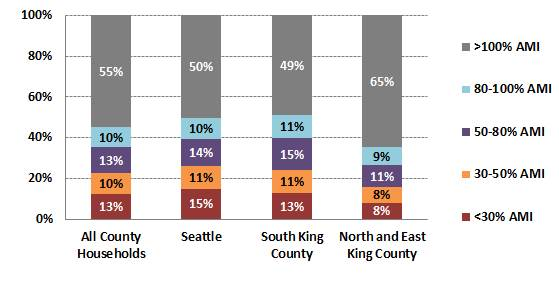 100%
80%
60%
40%
20%
0%
55%
10%
13%
10%
13%
50%
10%
14%
11%
15%
49%
11%
15%
11%
13%
65%
9%
11%
8%
8%
All County
Households
Seattle
South King
County
North and East
King County
>100% AMI
80-100% AMI
50-80% AMI
30-50% AMI
<30% AMI